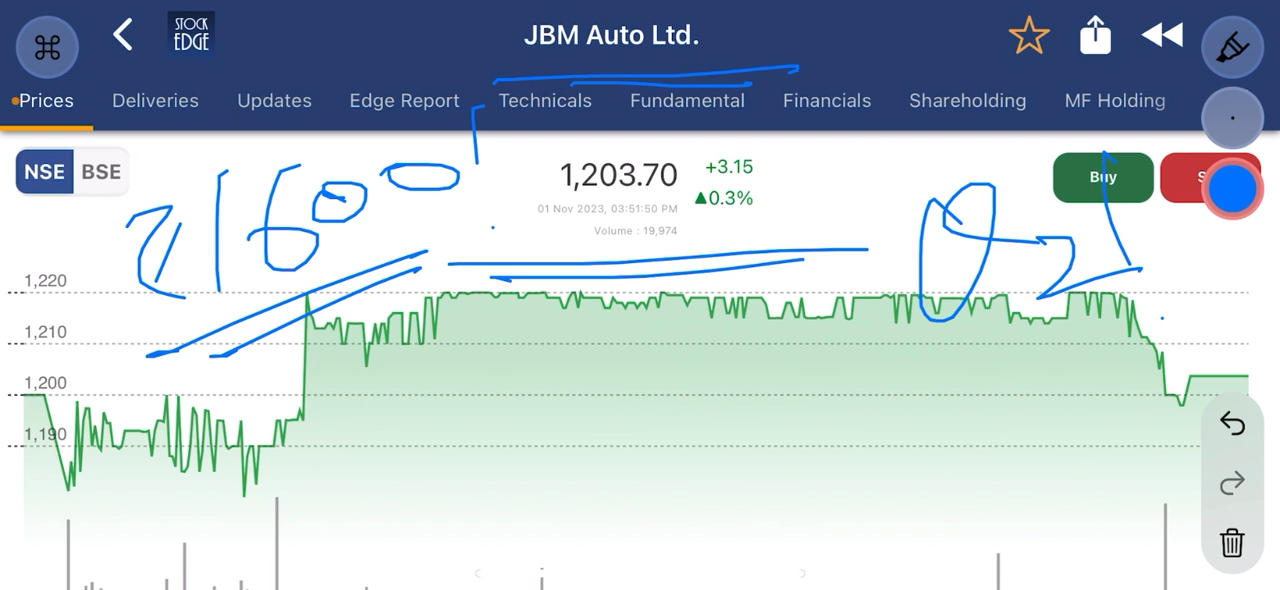 STOCK EDGE
JBM Auto Ltd.
Prices Deliveries Updates Edge Report Technicals Fundamental Financials Shareholding MF Holding
NSE BSE
1,203.70 +3.15
▲0.3%
01 Nov 2023, 03:51:50 PM
Volume : 19,974
Buy
1,220
1,210
1,200
1,190